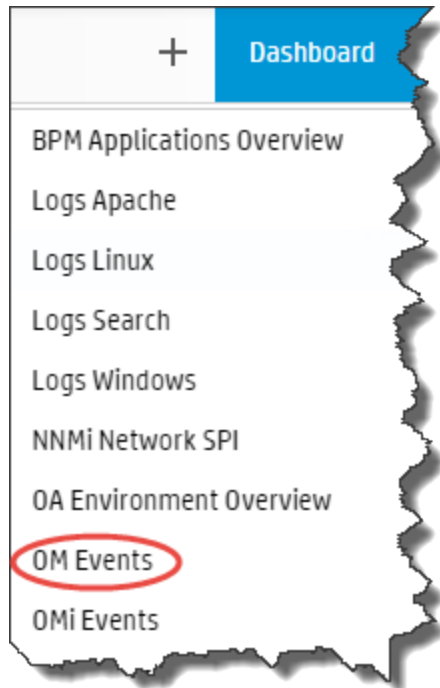 + Dashboard
BPM Applications Overview
Logs Apache
Logs Linux
Logs Search
Logs Windows
NNMi Network SPI
OA Environment Overview
OM Events
OMi Events